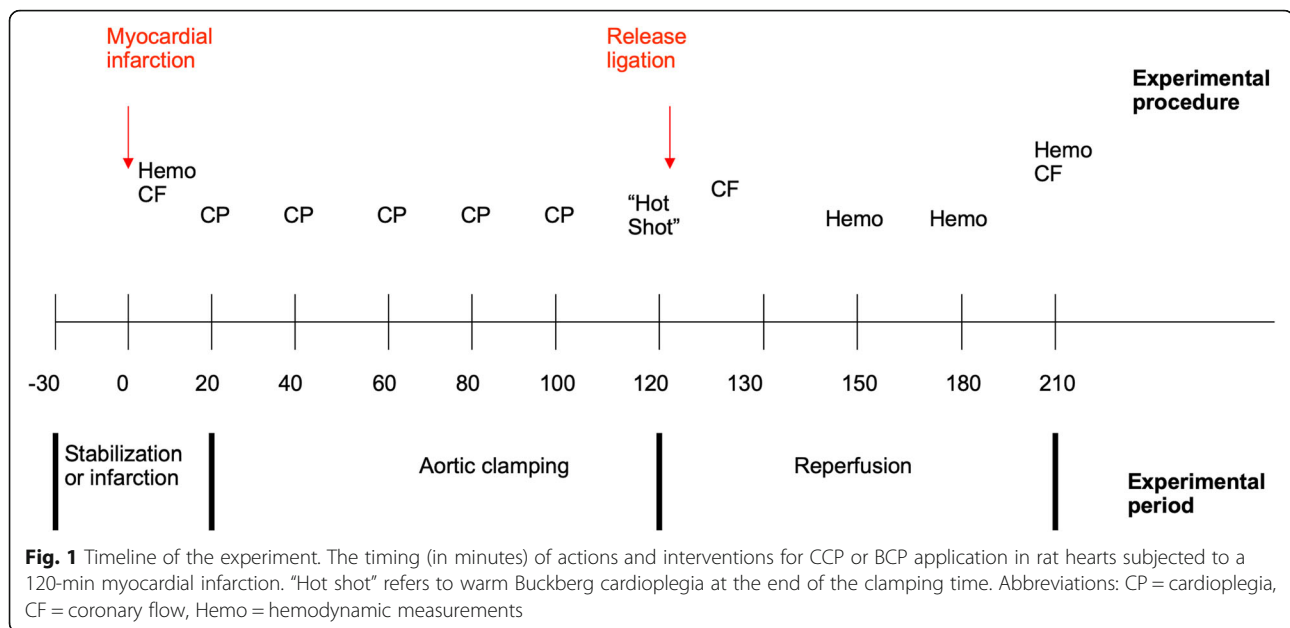 Myocardial
infarction
Release
ligation
Experimental
procedure
Hemo
CF
CP
CP
CP
CP
CP
"Hot
Shot"
CF
Hemo
Hemo
Hemo
CF
-30
0
20
40
60
80
100
120
130
150
180
210
Stabilization
or infarction
Aortic clamping
Reperfusion
Experimental
period
Fig. 1 Timeline of the experiment. The timing (in minutes) of actions and interventions for CCP or BCP application in rat hearts subjected to a
120-min myocardial infarction. “Hot shot” refers to warm Buckberg cardioplegia at the end of the clamping time. Abbreviations: CP = cardioplegia,
CF = coronary flow, Hemo = hemodynamic measurements